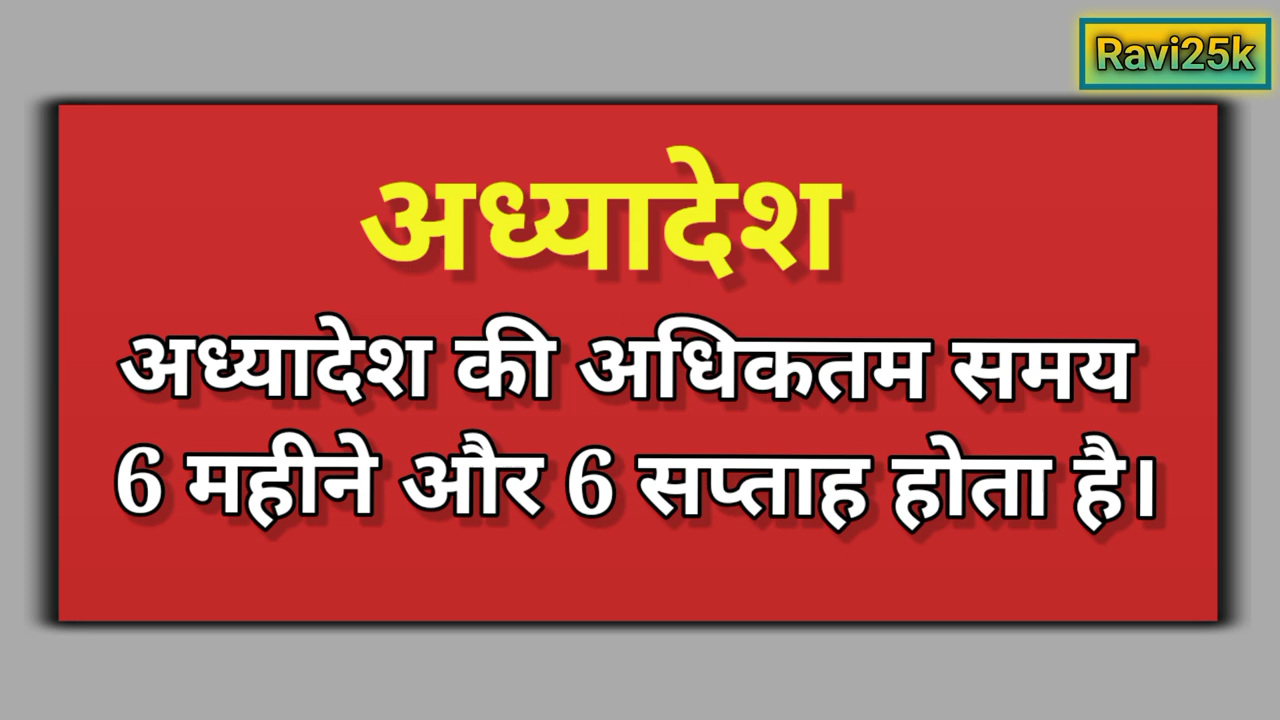 Ravi25k
अध्यादेश
अध्यादेश की अधिकतम समय
6 महीने और 6 सप्ताह होता है।